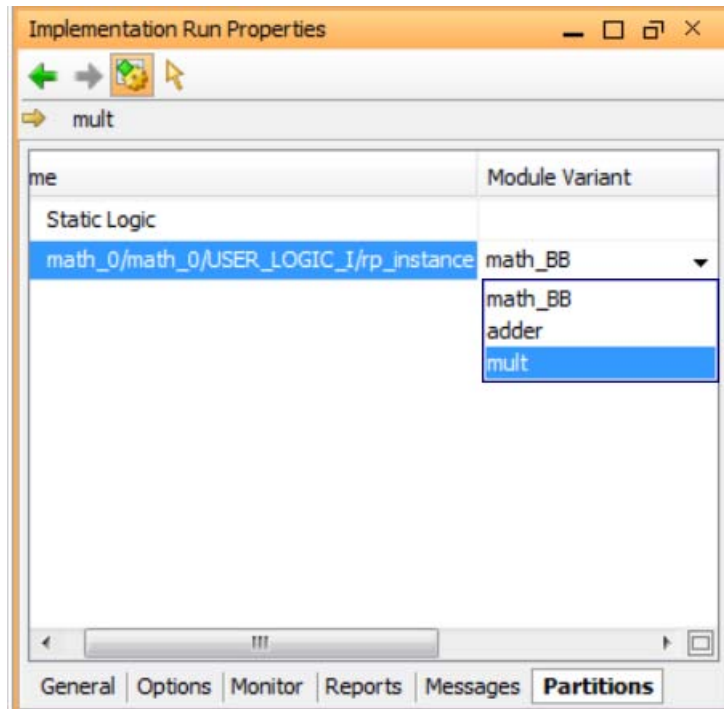 Implementation Run Properties
mult
me Module Variant
Static Logic
math_0/math_0/USER_LOGIC_I/rp_instance math_BB
math_BB
adder
mult
General Options Monitor Reports Messages Partitions